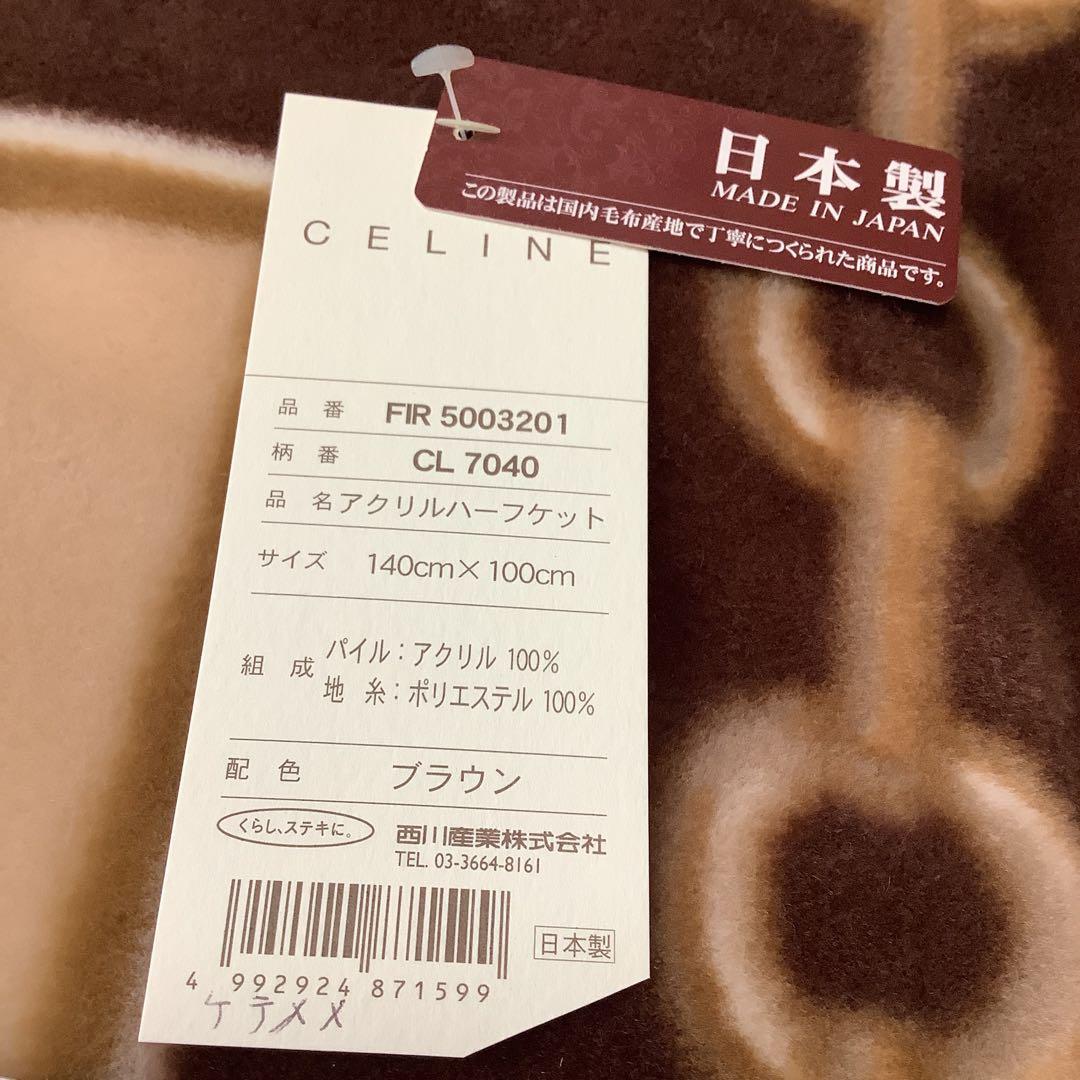 日本製
MADE IN JAPAN
この製品は国内毛布産地で丁寧につくられた商品です。
CELINE
品 番 FIR 5003201
柄 番 CL 7040
品 名 アクリルハーフケット
サイズ 140cm×100cm
組 成 パイル：アクリル 100%
地 糸：ポリエステル 100%
配 色 ブラウン
くらし、ステキに。 西川産業株式会社
TEL. 03-3664-8161
日本製
4 992924 871599
ケテメメ